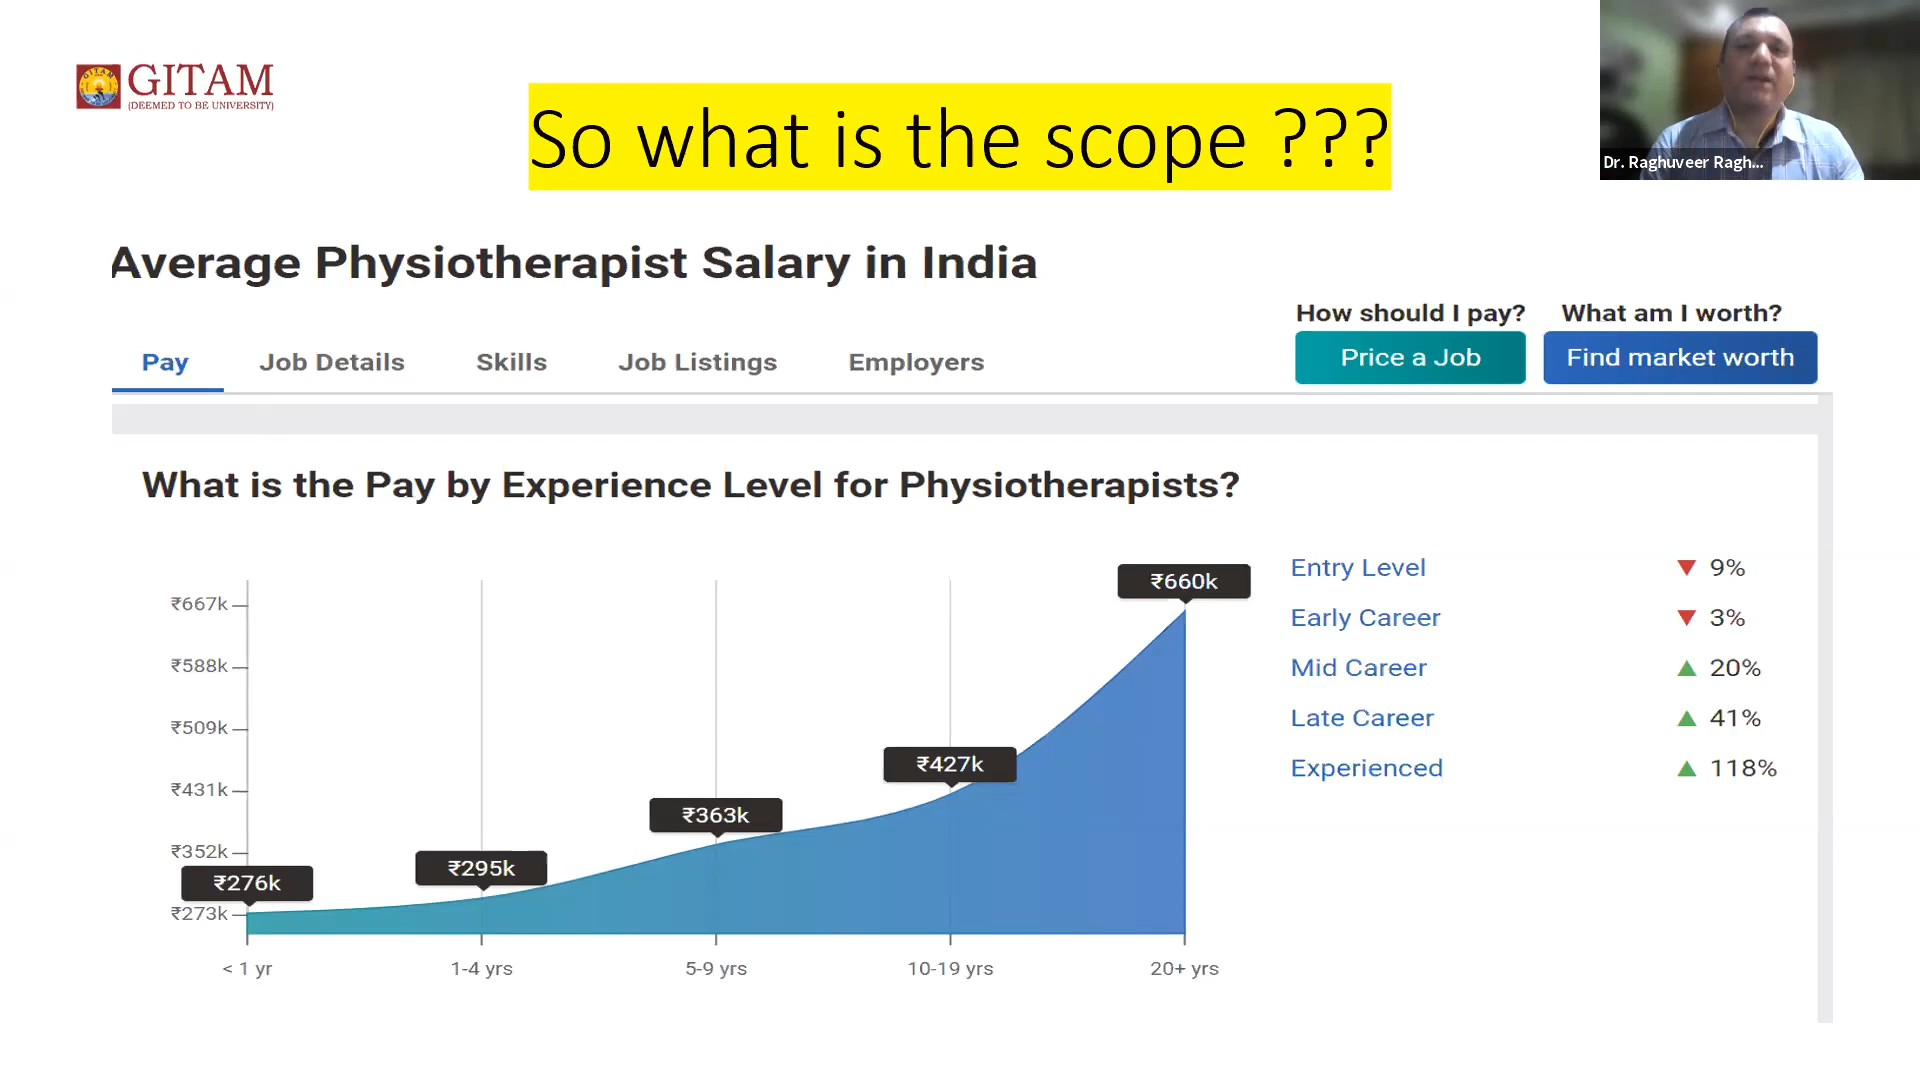 GITAM
(DEEMED TO BE UNIVERSITY)
So what is the scope ???
Dr. Raghuveer Ragh...
Average Physiotherapist Salary in India
How should I pay? What am I worth?
Pay Job Details Skills Job Listings Employers Price a Job Find market worth
What is the Pay by Experience Level for Physiotherapists?
₹660k
₹667k
₹588k
₹509k
₹431k
₹352k
₹273k
₹276k
₹295k
₹363k
₹427k
< 1 yr 1-4 yrs 5-9 yrs 10-19 yrs 20+ yrs
Entry Level ▼ 9%
Early Career ▼ 3%
Mid Career ▲ 20%
Late Career ▲ 41%
Experienced ▲ 118%